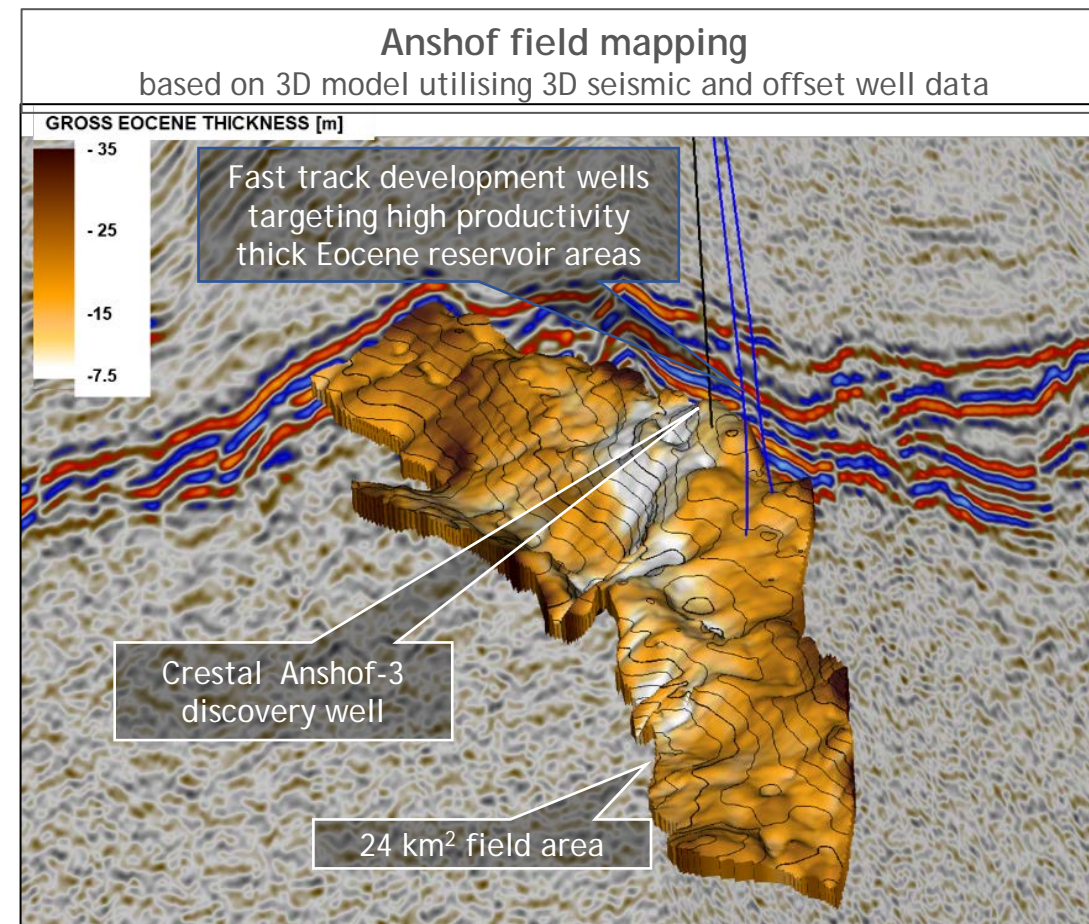 Anshof field mapping
based on 3D model utilising 3D seismic and offset well data
GROSS EOCENE THICKNESS [m]
- 35
- 25
-15
-7.5
Fast track development wells
targeting high productivity
thick Eocene reservoir areas
Crestal Anshof-3
discovery well
24 km² field area